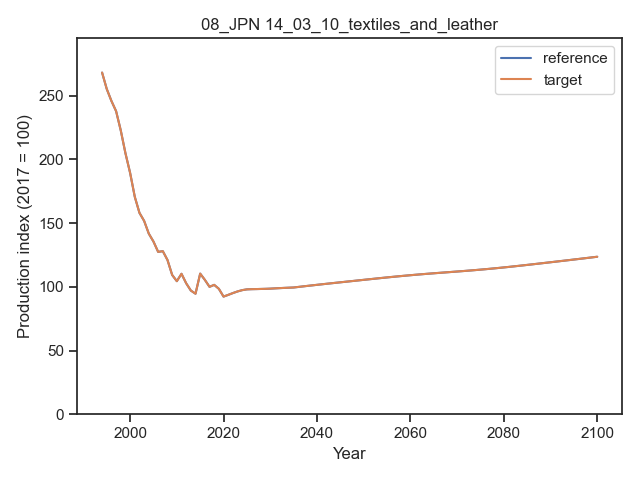 08_JPN 14_03_10_textiles_and_leather
reference
target
Production index (2017 = 100)
250
200
150
100
50
0
2000 2020 2040 2060 2080 2100
Year